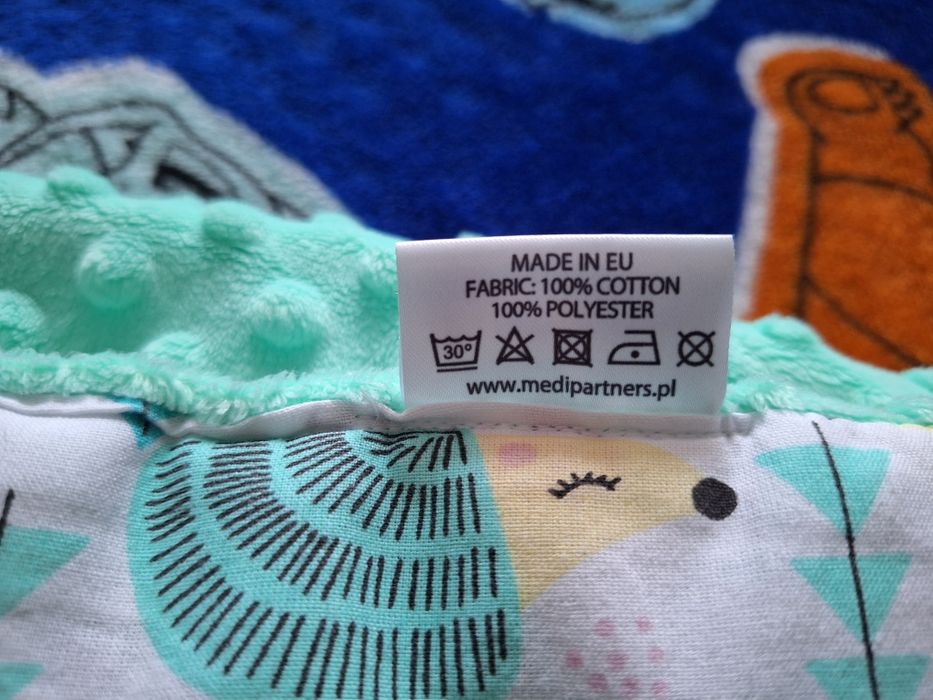 MADE IN EU
FABRIC: 100% COTTON
100% POLYESTER
30°
www.medipartners.pl